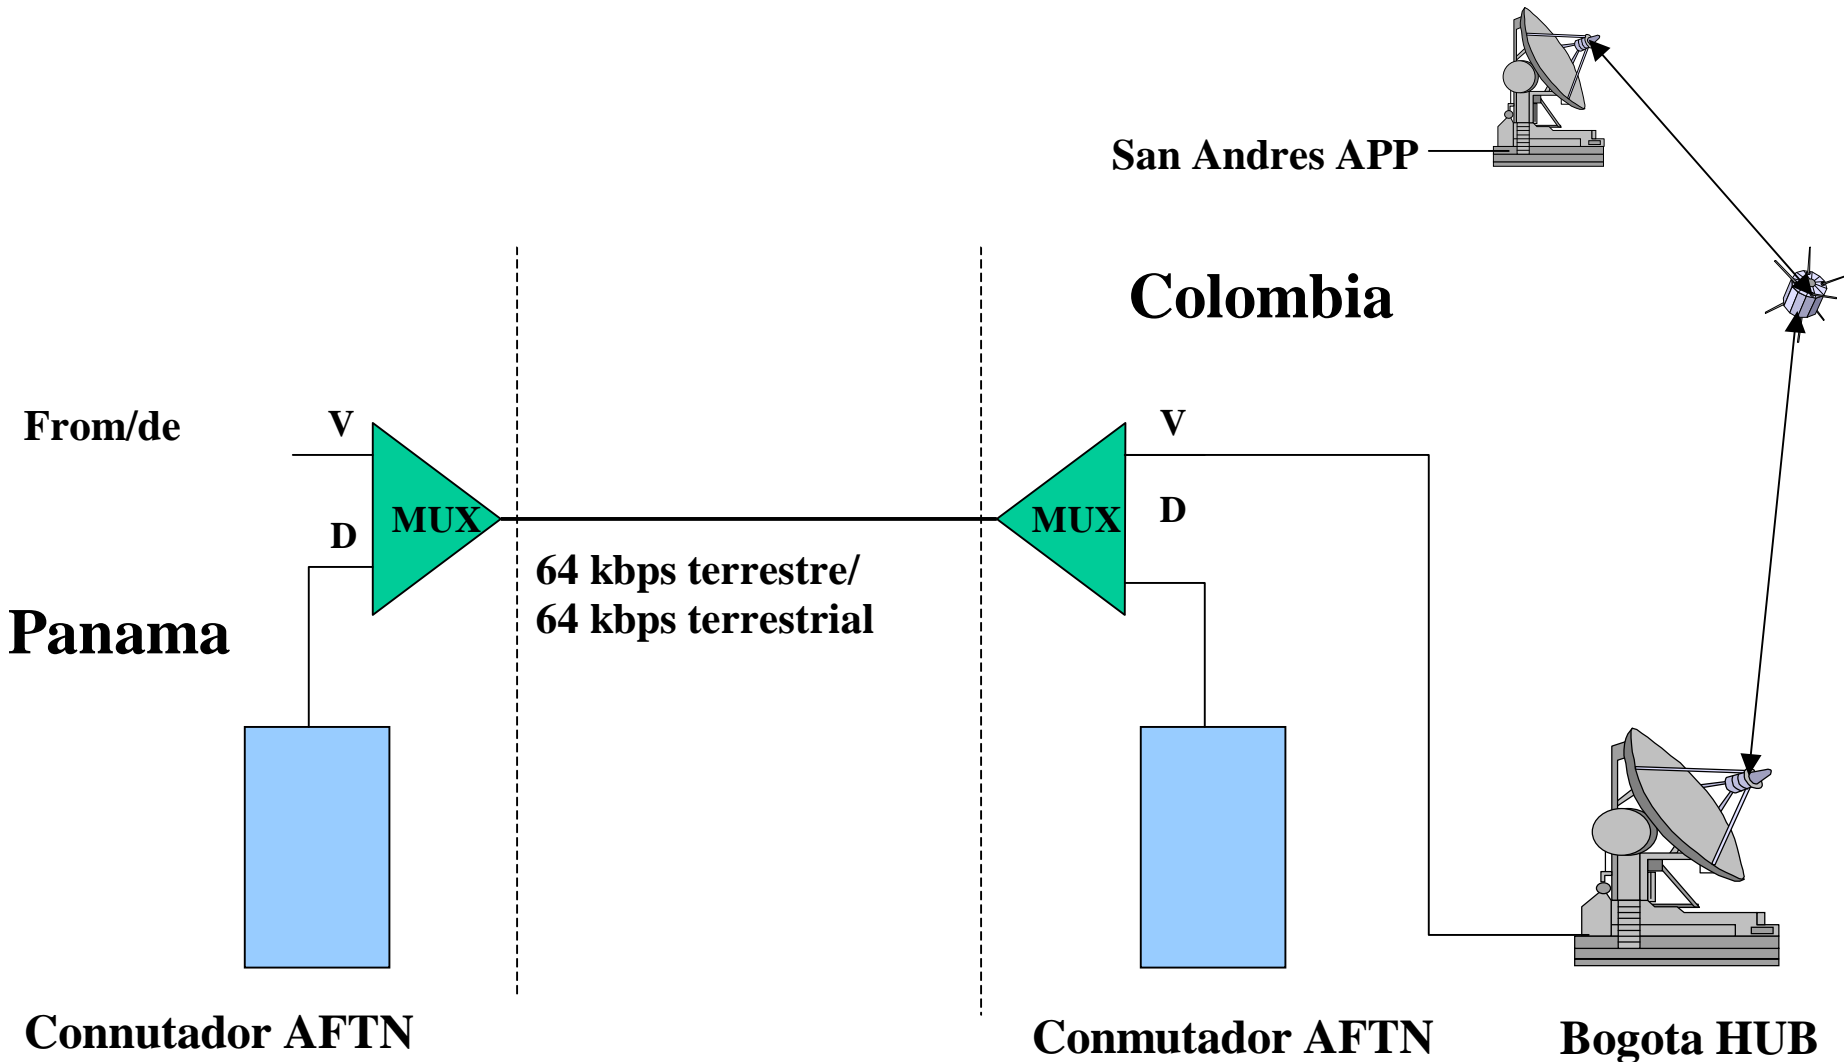 San Andres APP
Colombia
From/de
V
V
MUX
MUX
D
D
64 kbps terrestre/
64 kbps terrestrial
Panama
Connutador AFTN
Conmutador AFTN
Bogota HUB